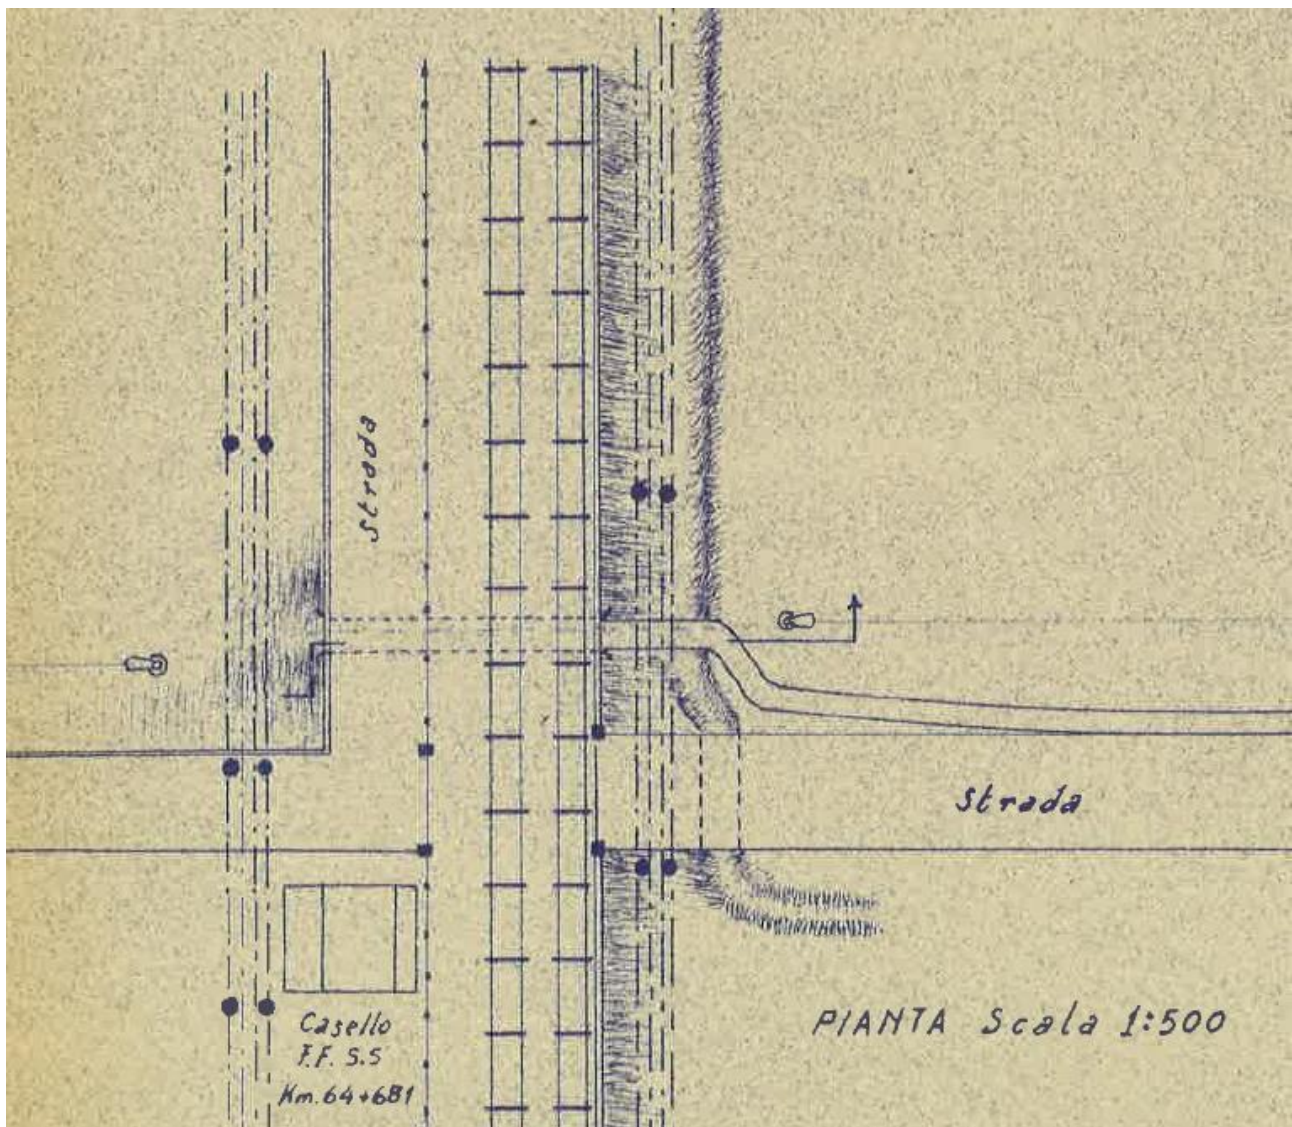 Strada
Strada
Casello
F.F. S.S
Km. 64+681
PIANTA Scala 1:500